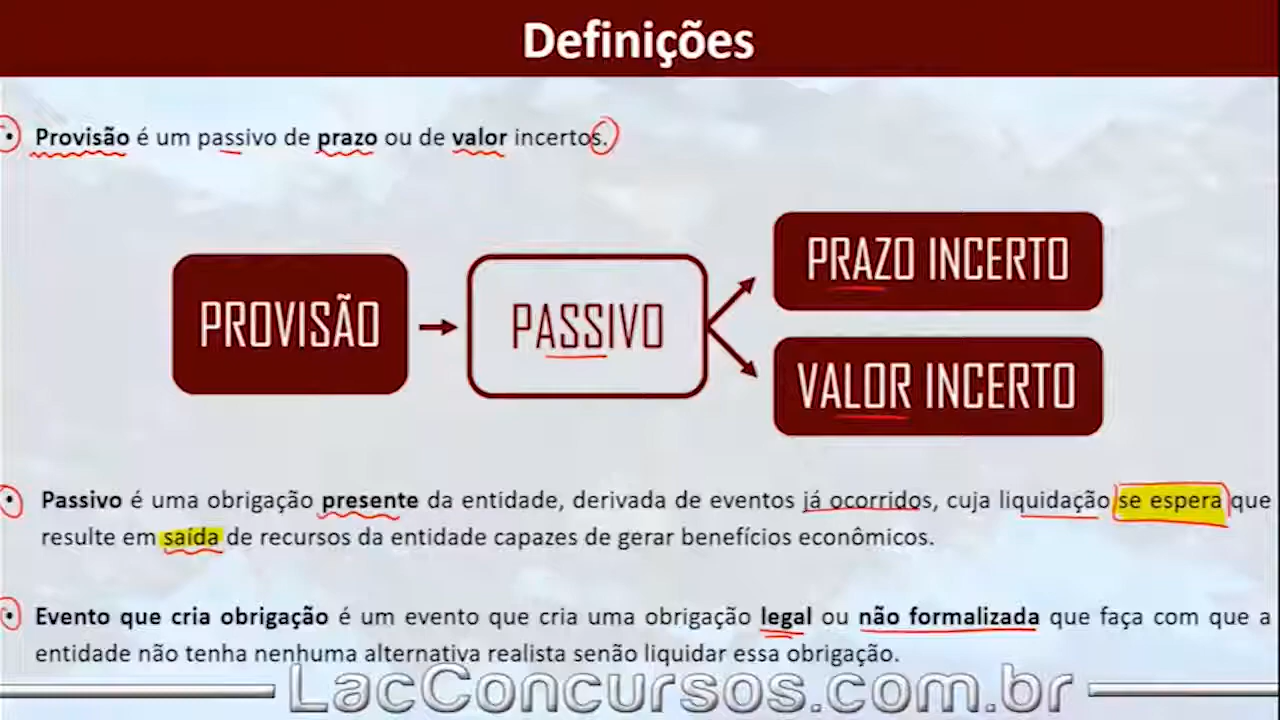 Definições
• Provisão é um passivo de prazo ou de valor incertos.
PROVISÃO
PASSIVO
PRAZO INCERTO
VALOR INCERTO
• Passivo é uma obrigação presente da entidade, derivada de eventos já ocorridos, cuja liquidação se espera que
resulte em saída de recursos da entidade capazes de gerar benefícios econômicos.
• Evento que cria obrigação é um evento que cria uma obrigação legal ou não formalizada que faça com que a
entidade não tenha nenhuma alternativa realista senão liquidar essa obrigação.
LacConcursos.com.br